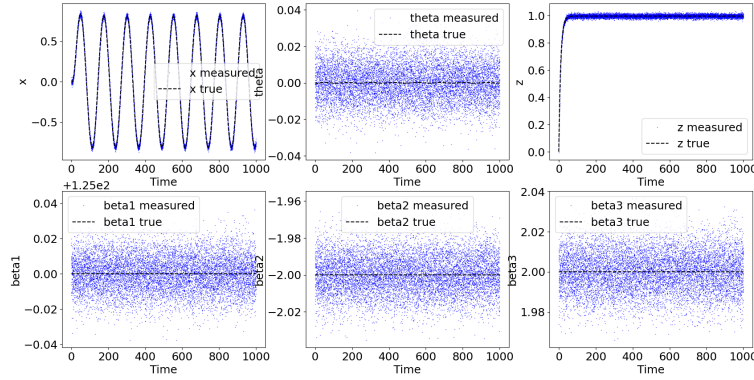 x measured
x true
x
0.5
0.0
−0.5
0 200 400 600 800 1000
Time
theta measured
theta true
theta
0.04
0.02
0.00
−0.02
−0.04
0 200 400 600 800 1000
Time
z measured
z true
z
1.0
0.8
0.6
0.4
0.2
0.0
0 200 400 600 800 1000
Time
+1.25e2
beta1 measured
beta1 true
beta1
0.04
0.02
0.00
−0.02
−0.04
0 200 400 600 800 1000
Time
beta2 measured
beta2 true
beta2
−1.96
−1.98
−2.00
−2.02
0 200 400 600 800 1000
Time
beta3 measured
beta3 true
beta3
2.04
2.02
2.00
1.98
0 200 400 600 800 1000
Time